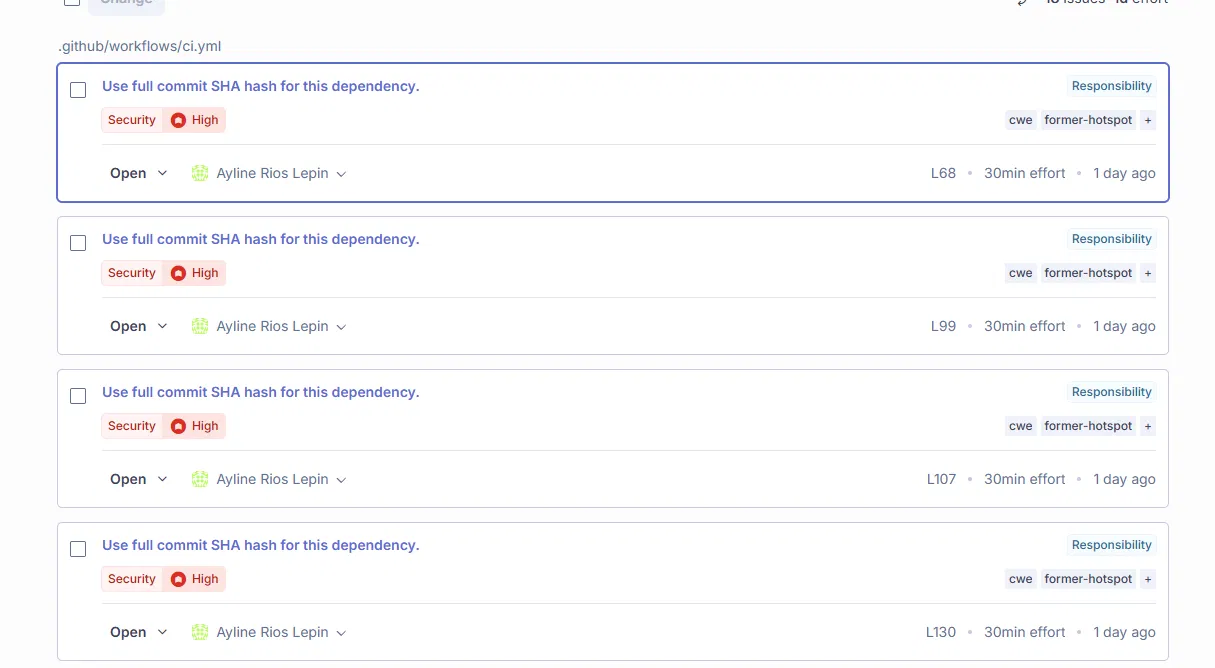 Change
18 issues 1d effort
.github/workflows/ci.yml
Use full commit SHA hash for this dependency.
Responsibility
Security High
cwe former-hotspot +
Open Ayline Rios Lepin
L68 • 30min effort • 1 day ago
Use full commit SHA hash for this dependency.
Responsibility
Security High
cwe former-hotspot +
Open Ayline Rios Lepin
L99 • 30min effort • 1 day ago
Use full commit SHA hash for this dependency.
Responsibility
Security High
cwe former-hotspot +
Open Ayline Rios Lepin
L107 • 30min effort • 1 day ago
Use full commit SHA hash for this dependency.
Responsibility
Security High
cwe former-hotspot +
Open Ayline Rios Lepin
L130 • 30min effort • 1 day ago